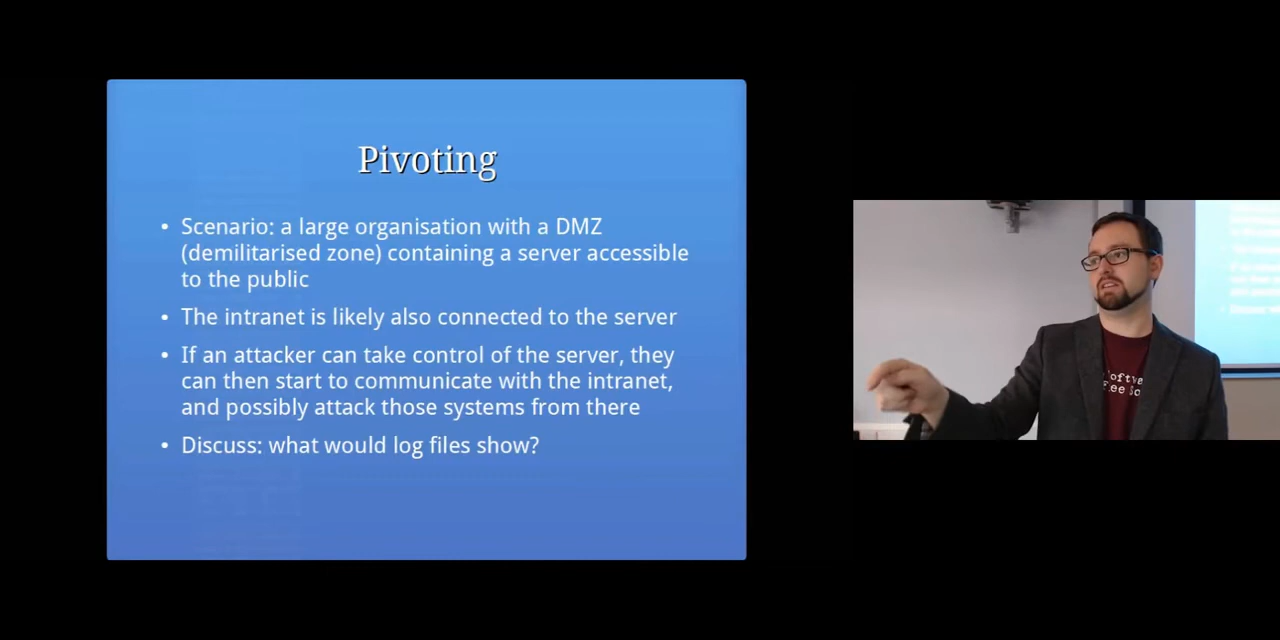 Pivoting
• Scenario: a large organisation with a DMZ
(demilitarised zone) containing a server accessible
to the public
• The intranet is likely also connected to the server
• If an attacker can take control of the server, they
can then start to communicate with the intranet,
and possibly attack those systems from there
• Discuss: what would log files show?